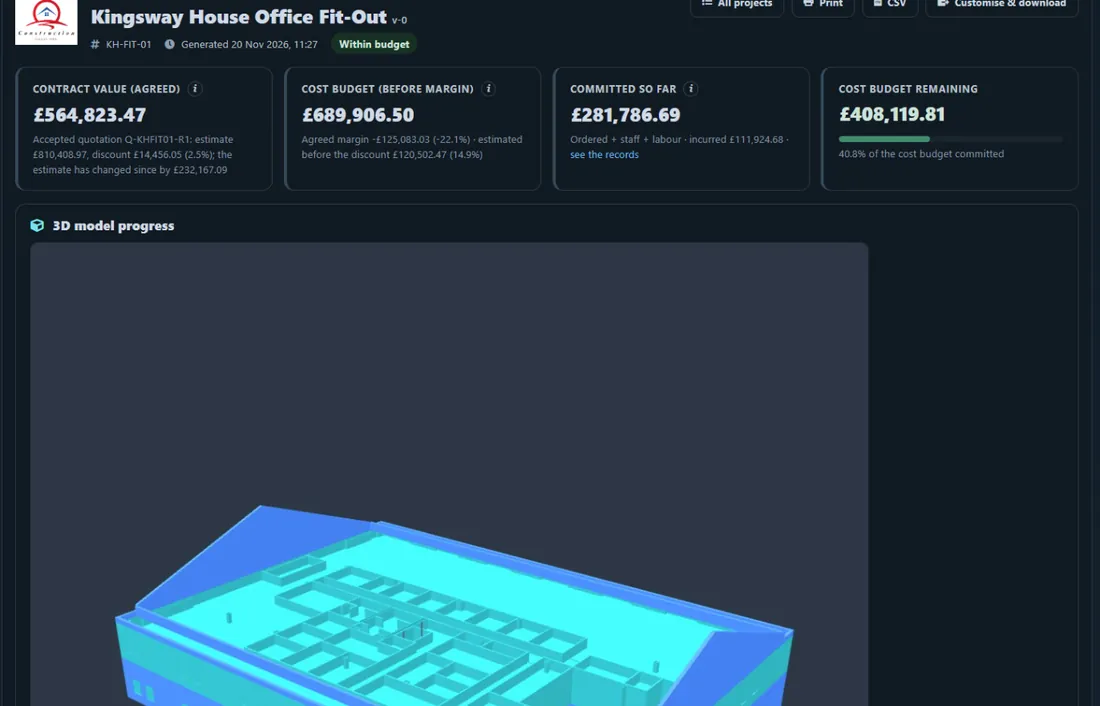 All projects
Print
CSV
Customise & download
Construction
Kingsway House Office Fit-Out v·0
# KH-FIT-01 Generated 20 Nov 2026, 11:27 Within budget
CONTRACT VALUE (AGREED) i
£564,823.47
Accepted quotation Q-KHFIT01-R1: estimate
£810,408.97, discount £14,456.05 (2.5%); the
estimate has changed since by £232,167.09
COST BUDGET (BEFORE MARGIN) i
£689,906.50
Agreed margin -£125,083.03 (-22.1%) · estimated
before the discount £120,502.47 (14.9%)
COMMITTED SO FAR i
£281,786.69
Ordered + staff + labour · incurred £111,924.68 ·
see the records
COST BUDGET REMAINING
£408,119.81
40.8% of the cost budget committed
3D model progress